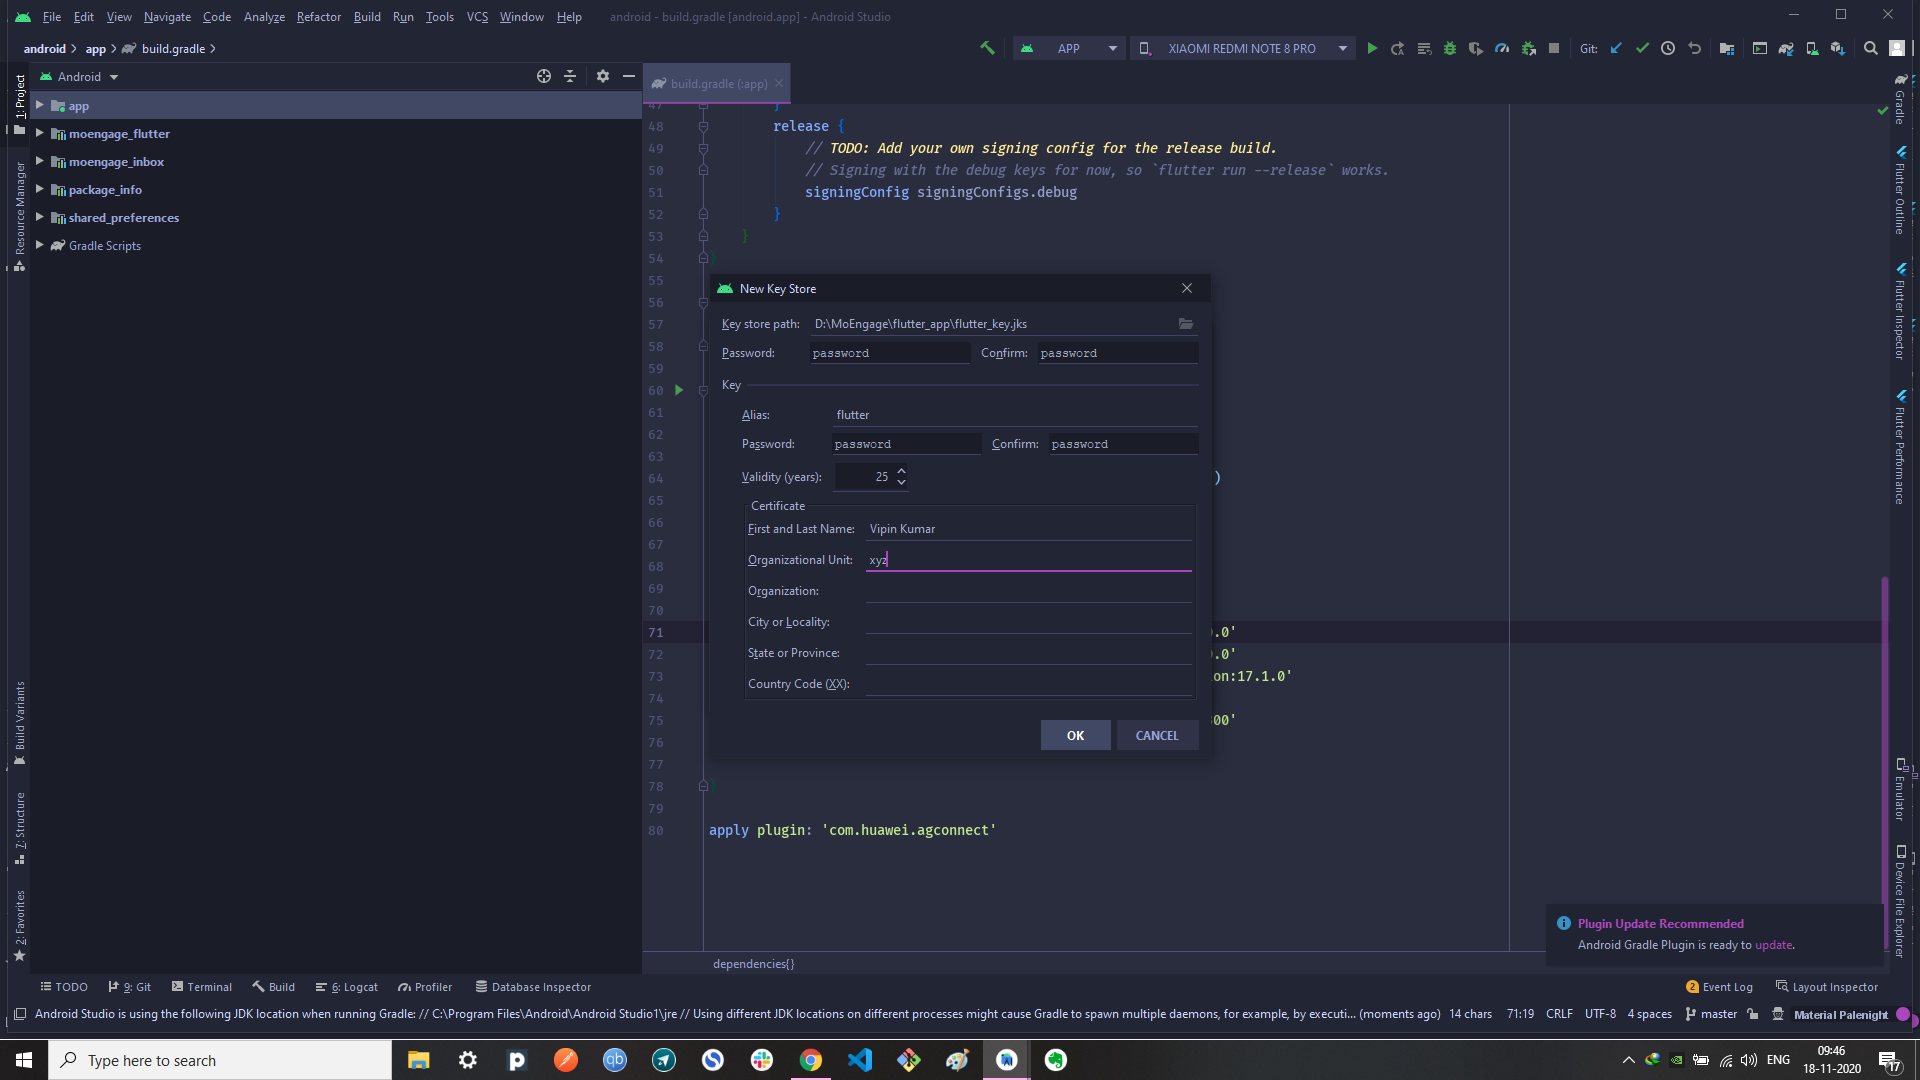 File Edit View Navigate Code Analyze Refactor Build Run Tools VCS Window Help android - build.gradle [android.app] - Android Studio
android app build.gradle APP XIAOMI REDMI NOTE 8 PRO Git:
Android
build.gradle (:app)
1: Project
Resource Manager
Build Variants
7: Structure
2: Favorites
app
moengage_flutter
moengage_inbox
package_info
shared_preferences
Gradle Scripts
47 }
48 release {
49 // TODO: Add your own signing config for the release build.
50 // Signing with the debug keys for now, so `flutter run --release` works.
51 signingConfig signingConfigs.debug
52 }
53 }
54
55
56
57
58
59
60
61
62
63
64 )
65
66
67
68
69
70
71 .0'
72 .0'
73 on:17.1.0'
74
75 00'
76
77
78
79
80 apply plugin: 'com.huawei.agconnect'
New Key Store
Key store path: D:\MoEngage\flutter_app\flutter_key.jks
Password: password Confirm: password
Key
Alias: flutter
Password: password Confirm: password
Validity (years): 25
Certificate
First and Last Name: Vipin Kumar
Organizational Unit: xyz
Organization:
City or Locality:
State or Province:
Country Code (XX):
OK CANCEL
Gradle
Flutter Outline
Flutter Inspector
Flutter Performance
Emulator
Device File Explorer
Plugin Update Recommended
Android Gradle Plugin is ready to update.
dependencies{}
TODO 9: Git Terminal Build 6: Logcat Profiler Database Inspector 2 Event Log Layout Inspector
Android Studio is using the following JDK location when running Gradle: // C:\Program Files\Android\Android Studio1\jre // Using different JDK locations on different processes might cause Gradle to spawn multiple daemons, for example, by executi... (moments ago) 14 chars 71:19 CRLF UTF-8 4 spaces master Material Palenight
Type here to search
qb
ENG
09:46
18-11-2020
17